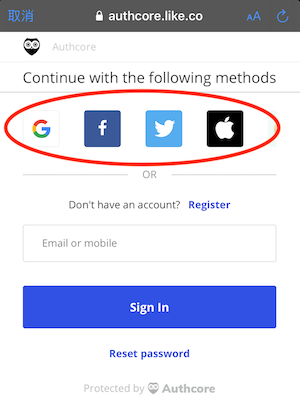 取消 authcore.like.co AA
Authcore
Continue with the following methods
OR
Don't have an account? Register
Email or mobile
Sign In
Reset password
Protected by Authcore